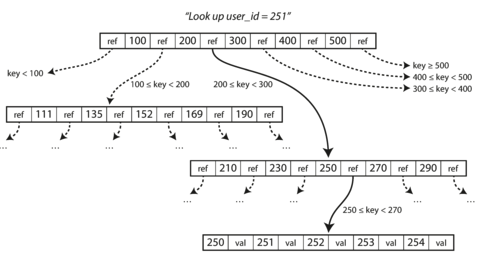 "Look up user_id = 251"
ref 100 ref 200 ref 300 ref 400 ref 500 ref
key < 100
100 ≤ key < 200
200 ≤ key < 300
key ≥ 500
400 ≤ key < 500
300 ≤ key < 400
ref 111 ref 135 ref 152 ref 169 ref 190 ref
... ... ... ... ... ...
ref 210 ref 230 ref 250 ref 270 ref 290 ref
... ... ... ... ...
250 ≤ key < 270
250 val 251 val 252 val 253 val 254 val